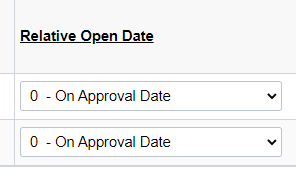 Relative Open Date
0 - On Approval Date
0 - On Approval Date